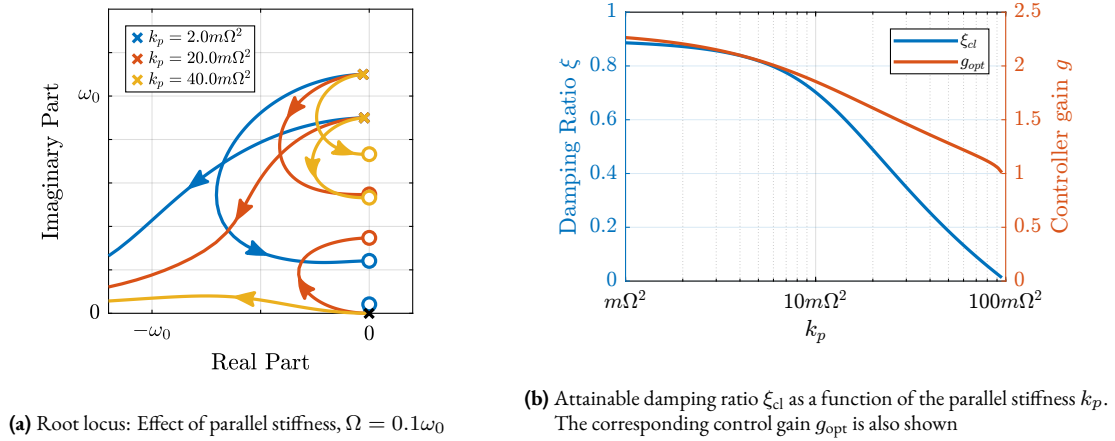 k_p = 2.0mΩ²
k_p = 20.0mΩ²
k_p = 40.0mΩ²
ω₀
0
Imaginary Part
−ω₀
0
Real Part
(a) Root locus: Effect of parallel stiffness, Ω = 0.1ω₀
1
0.8
0.6
0.4
0.2
0
Damping Ratio ξ
ξ_cl
g_opt
2.5
2
1.5
1
0.5
0
Controller gain g
mΩ²
10mΩ²
100mΩ²
k_p
(b) Attainable damping ratio ξ_cl as a function of the parallel stiffness k_p.
The corresponding control gain g_opt is also shown